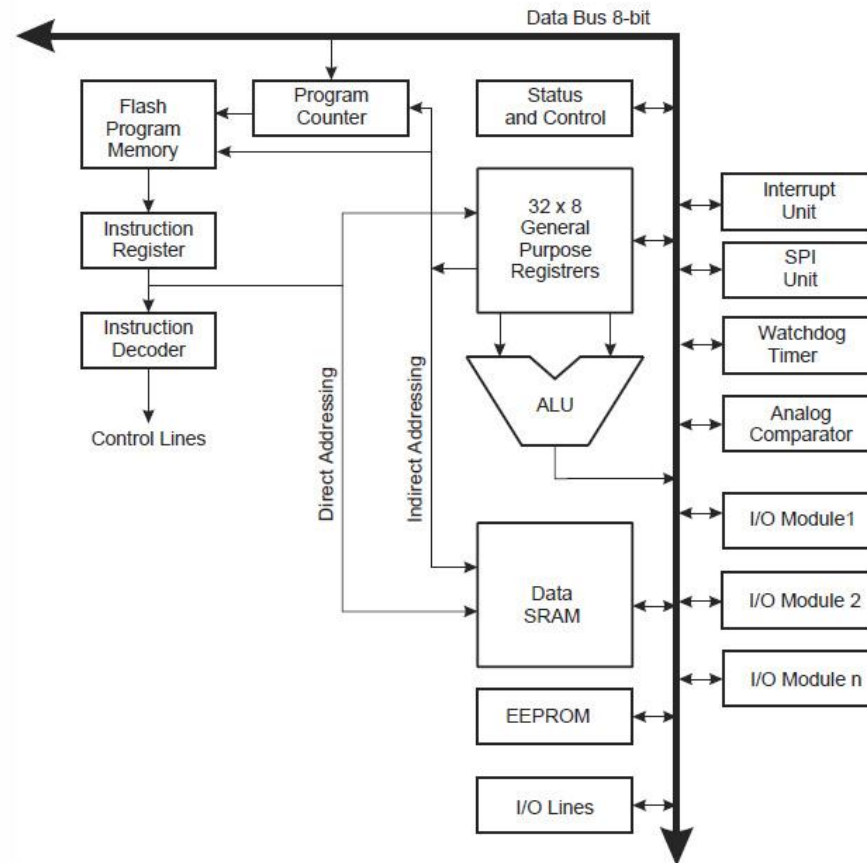 Data Bus 8-bit
Flash
Program
Memory
Program
Counter
Status
and Control
32 x 8
General
Purpose
Registrers
Interrupt
Unit
Instruction
Register
SPI
Unit
Instruction
Decoder
Watchdog
Timer
Control Lines
Direct Addressing
Indirect Addressing
ALU
Analog
Comparator
I/O Module1
Data
SRAM
I/O Module 2
I/O Module n
EEPROM
I/O Lines